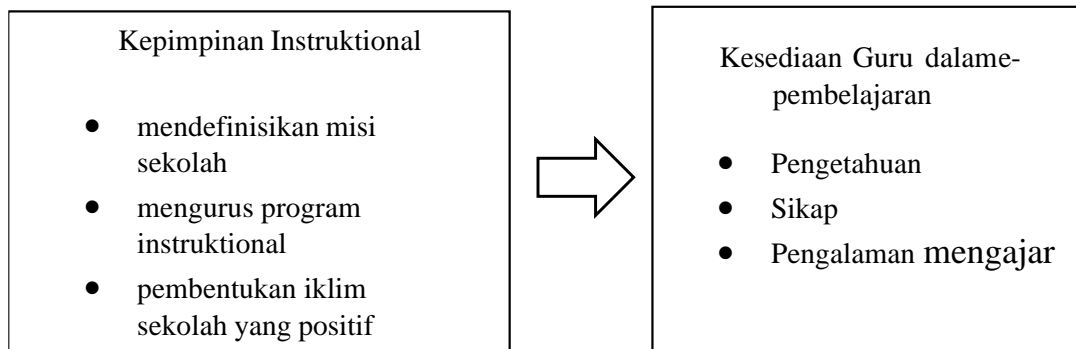 Kepimpinan Instruktional
● mendefinisikan misi
sekolah
● mengurus program
instruktional
● pembentukan iklim
sekolah yang positif
Kesediaan Guru dalame-
pembelajaran
● Pengetahuan
● Sikap
● Pengalaman mengajar